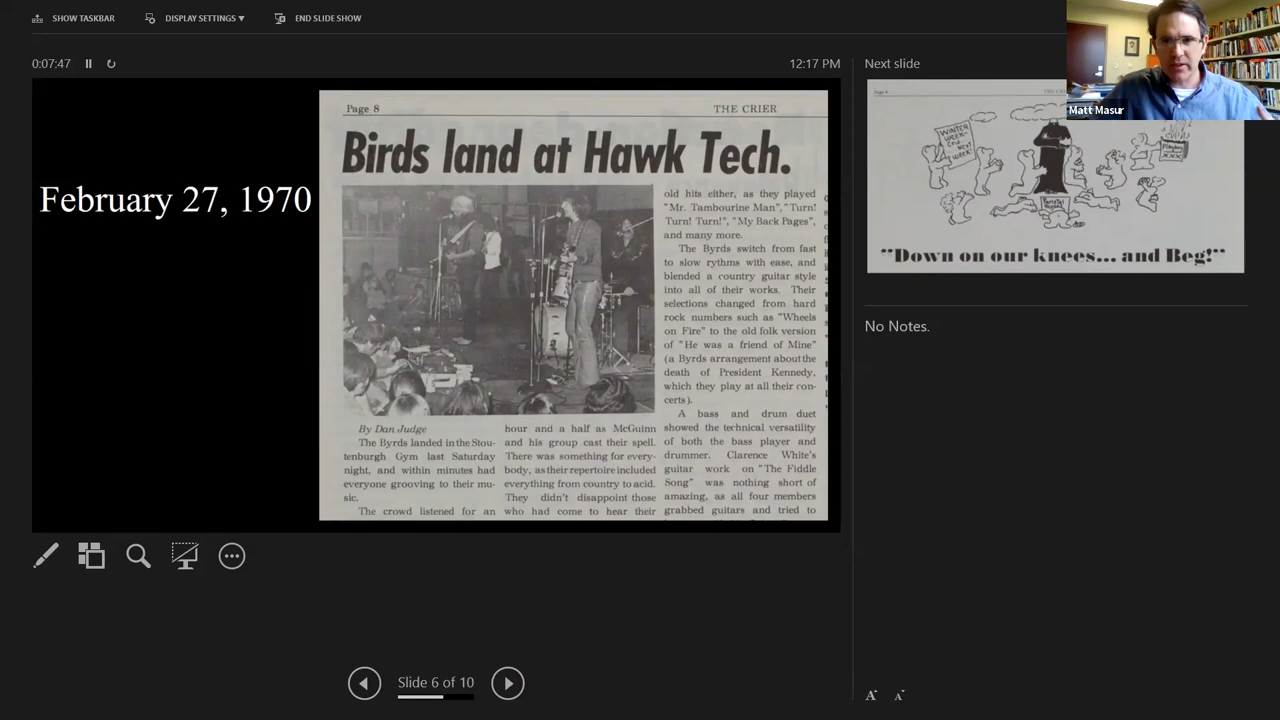 SHOW TASKBAR
DISPLAY SETTINGS ▼
END SLIDE SHOW
0:07:47
12:17 PM
February 27, 1970
Page 8
THE CRIER
Birds land at Hawk Tech.
By Dan Judge
The Byrds landed in the Stou-
tenburgh Gym last Saturday
night, and within minutes had
everyone grooving to their mu-
sic.
The crowd listened for an
hour and a half as McGuinn
and his group cast their spell.
There was something for every-
body, as their repertoire included
everything from country to acid.
They didn't disappoint those
who had come to hear their
old hits either, as they played
"Mr. Tambourine Man", "Turn!
Turn! Turn!", "My Back Pages",
and many more.
The Byrds switch from fast
to slow rythms with ease, and
blended a country guitar style
into all of their works. Their
selections changed from hard
rock numbers such as "Wheels
on Fire" to the old folk version
of "He was a friend of Mine"
(a Byrds arrangement about the
death of President Kennedy,
which they play at all their con-
certs).
A bass and drum duet
showed the technical versatility
of both the bass player and
drummer. Clarence White's
guitar work on "The Fiddle
Song" was nothing short of
amazing, as all four members
grabbed guitars and tried to
Slide 6 of 10
Next slide
Matt Masur
WINTER
WEEK-
END
NEXT
WEEK!
XXX
"Down on our knees... and Beg!"
No Notes.
A
A